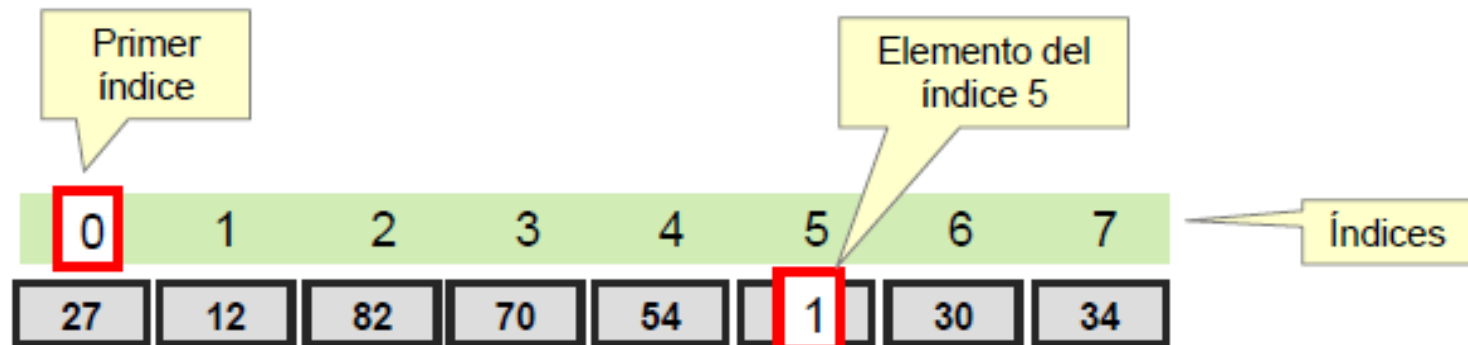 Primer
índice
Elemento del
índice 5
0 1 2 3 4 5 6 7
Índices
27 12 82 70 54 1 30 34